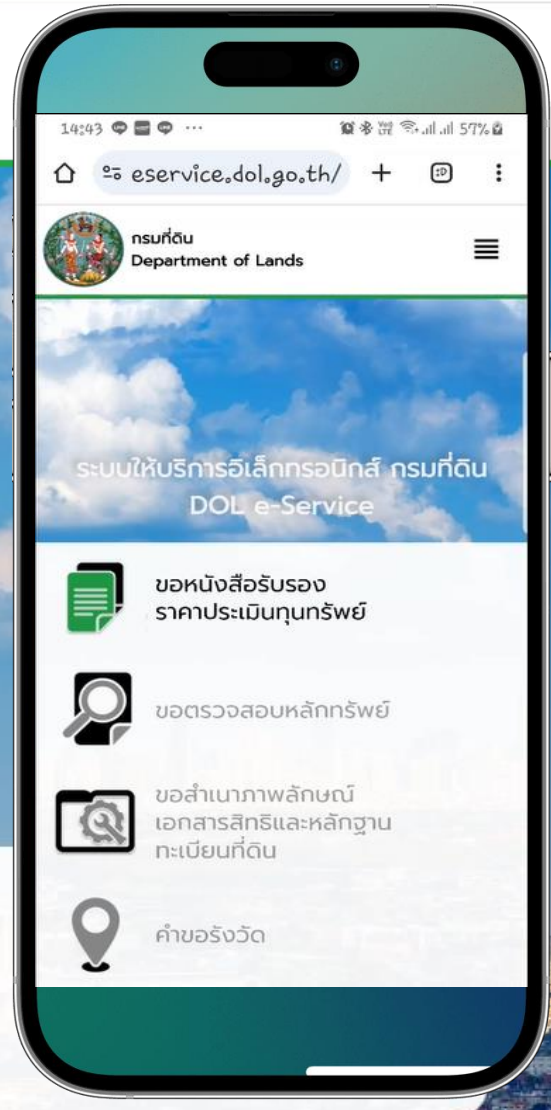 14:43 ...
57%
eservice.dol.go.th/
:D
กรมที่ดิน
Department of Lands
ระบบให้บริการอิเล็กทรอนิกส์ กรมที่ดิน
DOL e-Service
ขอหนังสือรับรอง
ราคาประเมินทุนทรัพย์
ขอตรวจสอบหลักทรัพย์
ขอสำเนาภาพลักษณ์
เอกสารสิทธิและหลักฐาน
ทะเบียนที่ดิน
คำขอรังวัด